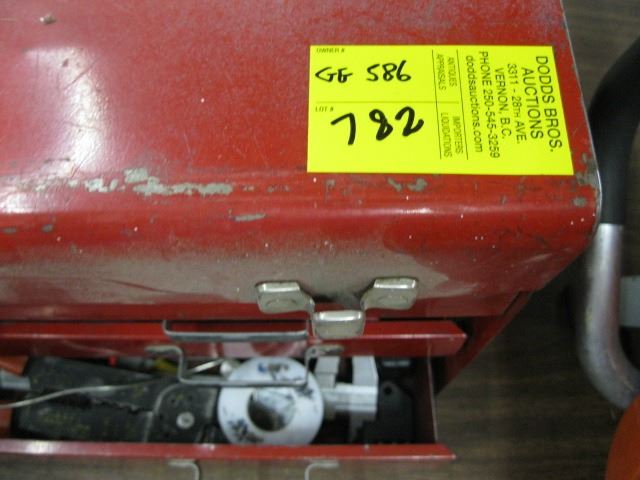 OWNER #
GE 586
LOT #
782
ANTIQUES
APPRAISALS
IMPORTERS
LIQUIDATIONS
DODDS BROS.
AUCTIONS
3311 - 28TH AVE.
VERNON, B.C.
PHONE 250-545-3259
doddsauctions.com